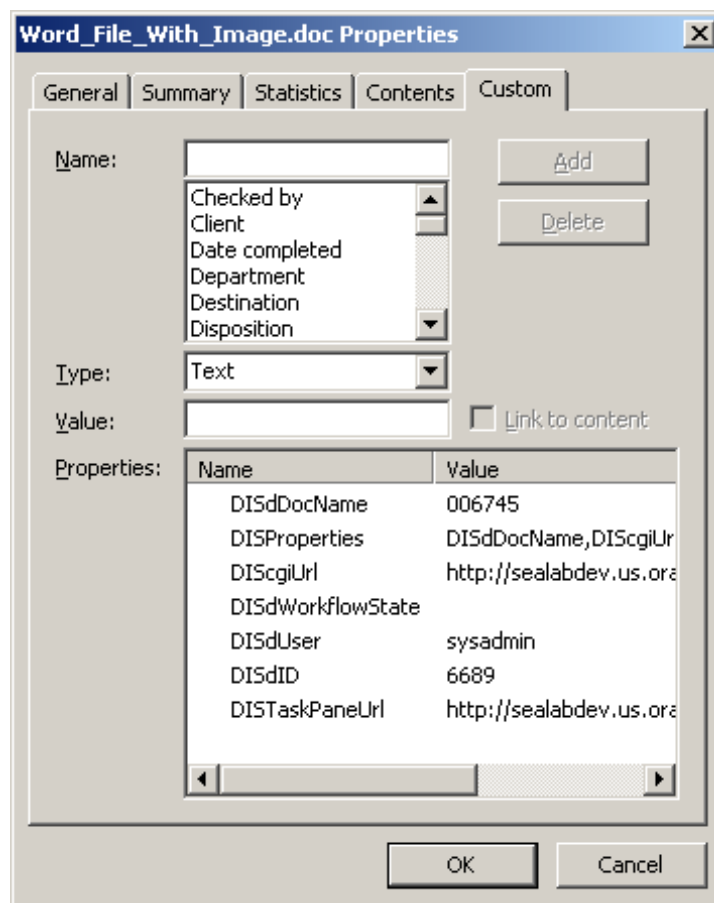 Word_File_With_Image.doc Properties
General Summary Statistics Contents Custom
Name:
Add
Checked by
Client
Date completed
Department
Destination
Disposition
Delete
Type:
Text
Value:
Link to content
Properties:
Name Value
DISdDocName 006745
DISProperties DISdDocName,DIScgiUr
DIScgiUrl http://sealabdev.us.ora
DISdWorkflowState
DISdUser sysadmin
DISdID 6689
DISTaskPaneUrl http://sealabdev.us.ora
OK Cancel